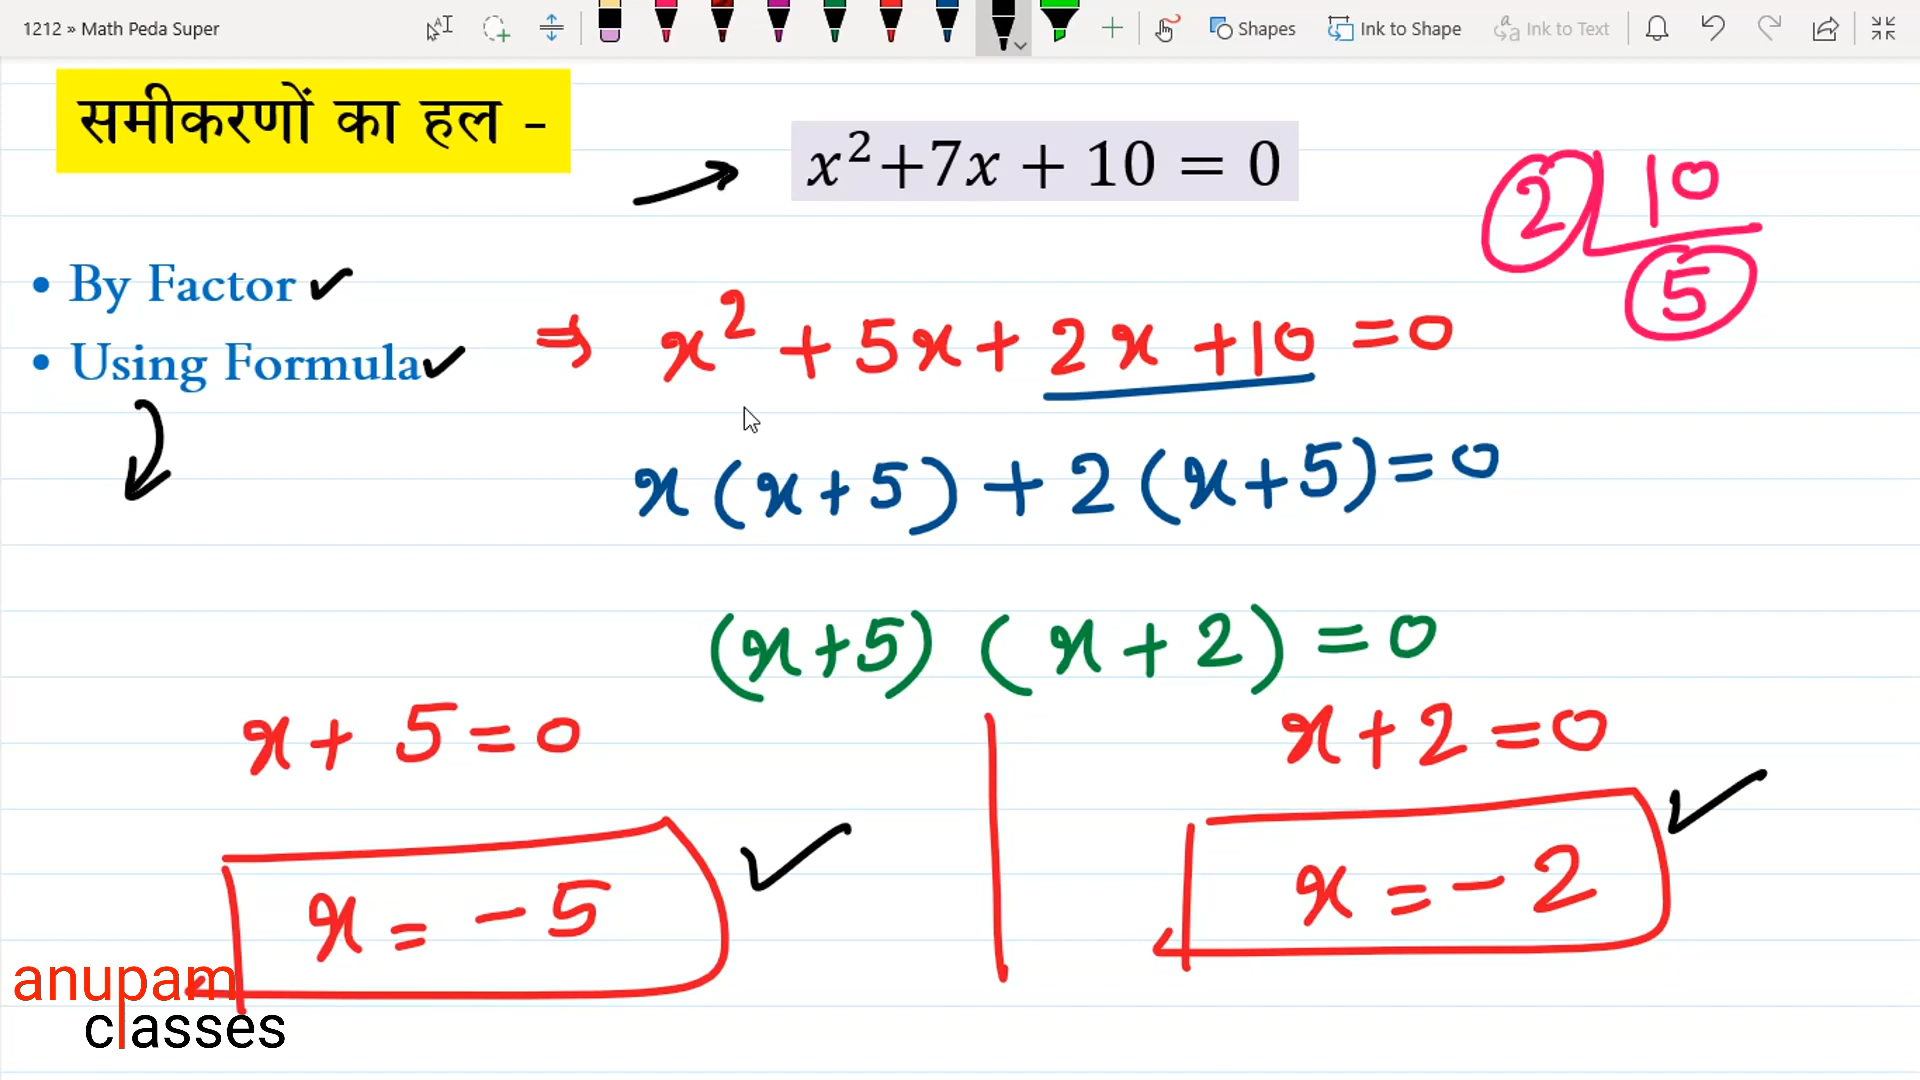 1212 » Math Peda Super
Shapes Ink to Shape Ink to Text
समीकरणों का हल -
x²+7x + 10 = 0
2 10
5
• By Factor ✓
• Using Formula ✓
⇒ x² + 5x + 2x + 10 = 0
x(x+5) + 2(x+5) = 0
(x+5) (x+2) = 0
x + 5 = 0
x + 2 = 0
x = -5 ✓
x = -2 ✓
anupam
classes